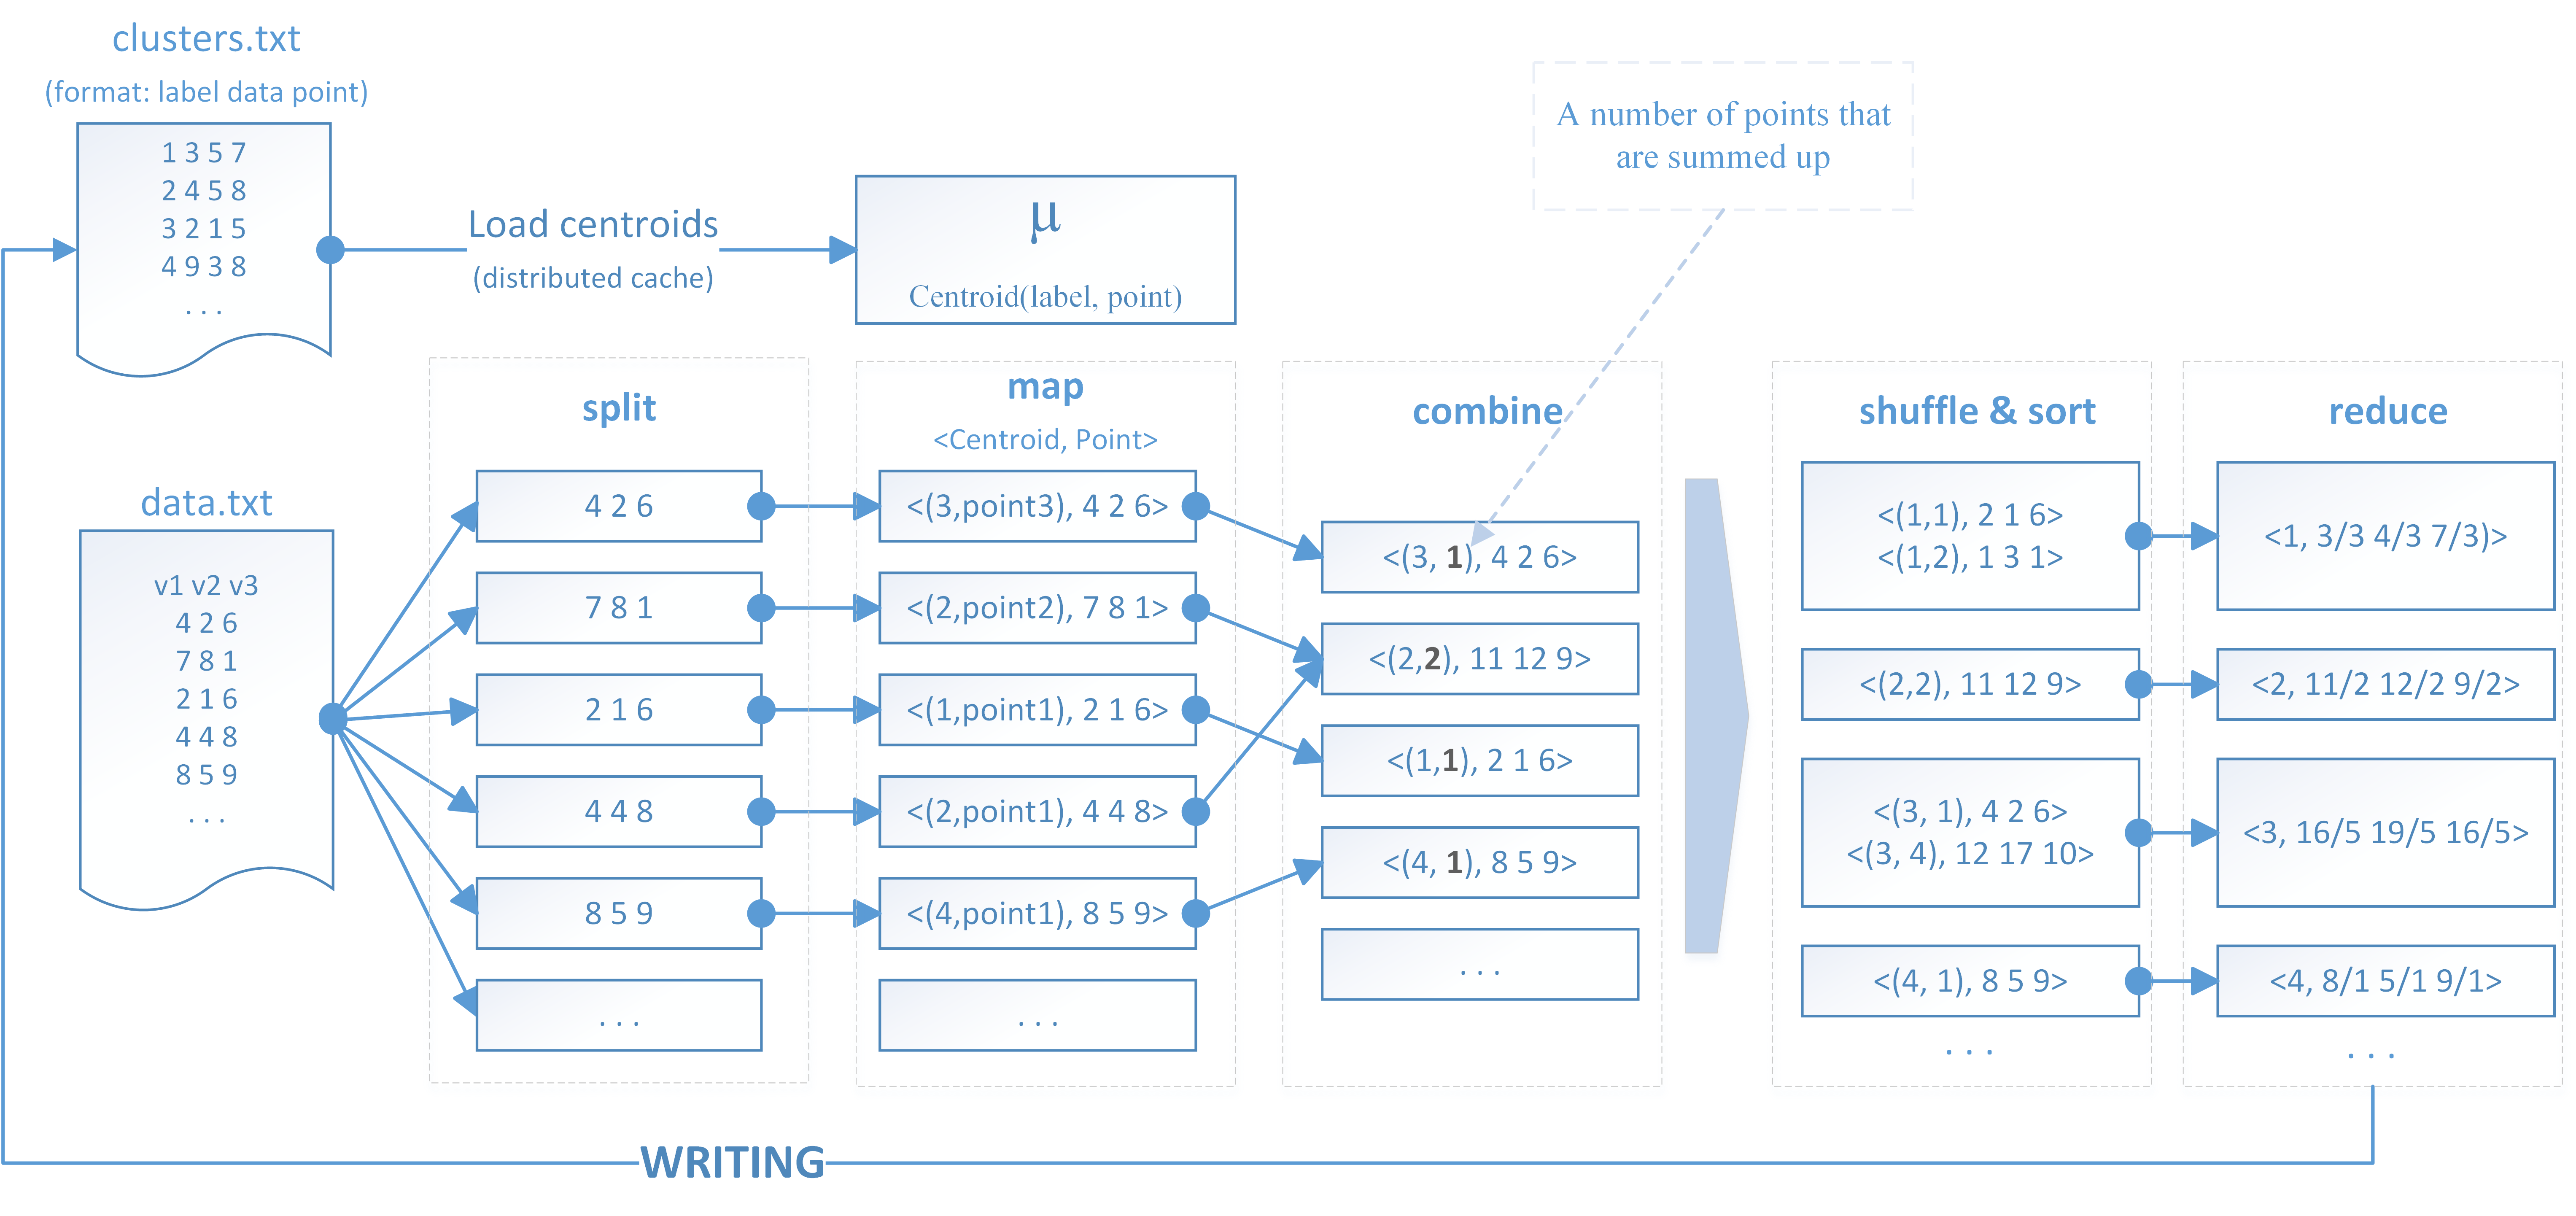 clusters.txt
(format: label data point)
1 3 5 7
2 4 5 8
3 2 1 5
4 9 3 8
. . .
Load centroids
(distributed cache)
μ
Centroid(label, point)
A number of points that
are summed up
data.txt
v1 v2 v3
4 2 6
7 8 1
2 1 6
4 4 8
8 5 9
. . .
split
4 2 6
7 8 1
2 1 6
4 4 8
8 5 9
. . .
map
<Centroid, Point>
<(3,point3), 4 2 6>
<(2,point2), 7 8 1>
<(1,point1), 2 1 6>
<(2,point1), 4 4 8>
<(4,point1), 8 5 9>
. . .
combine
<(3, 1), 4 2 6>
<(2,2), 11 12 9>
<(1,1), 2 1 6>
<(4, 1), 8 5 9>
. . .
shuffle & sort
<(1,1), 2 1 6>
<(1,2), 1 3 1>
<(2,2), 11 12 9>
<(3, 1), 4 2 6>
<(3, 4), 12 17 10>
<(4, 1), 8 5 9>
. . .
reduce
<1, 3/3 4/3 7/3)>
<2, 11/2 12/2 9/2>
<3, 16/5 19/5 16/5>
<4, 8/1 5/1 9/1>
. . .
WRITING